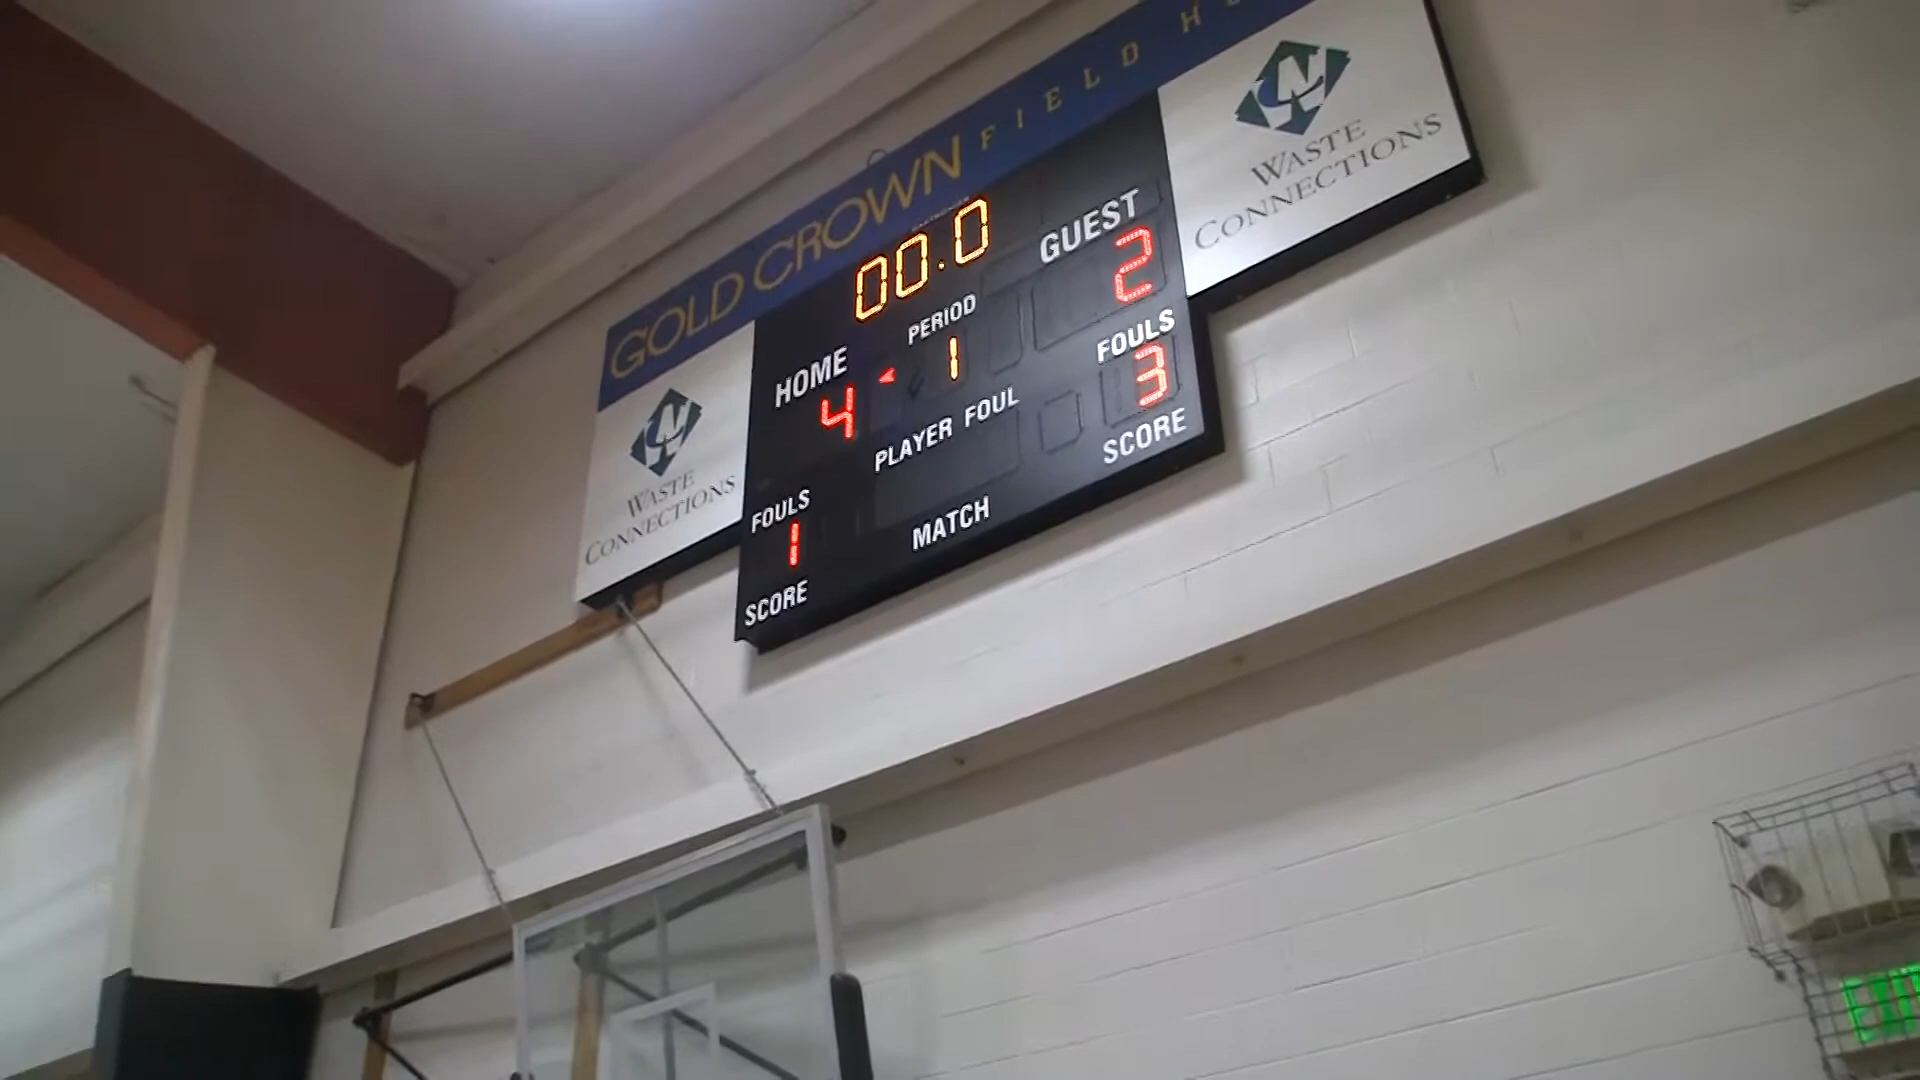 GOLD CROWN FIELD
WASTE
CONNECTIONS
00.0
GUEST
2
PERIOD
1
HOME
4
FOULS
3
PLAYER FOUL
SCORE
WASTE
CONNECTIONS
FOULS
1
MATCH
SCORE
EXIT